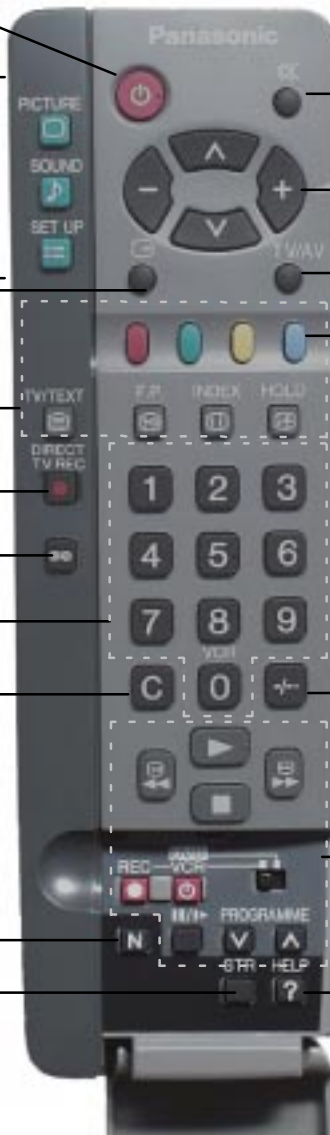 Panasonic
PICTURE
SOUND
SET UP
TV/AV
TV/TEXT
F.P.
INDEX
HOLD
DIRECT
TV REC
1 2 3
4 5 6
7 8 9
VCR
C 0 -/--
REC VCR
PROGRAMME
N
STR HELP
?